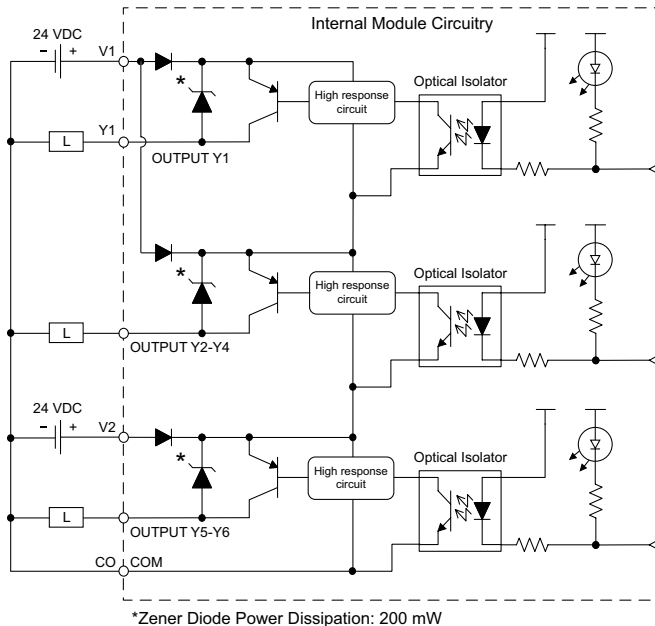 Internal Module Circuitry
24 VDC
V1
- +
*
High response
circuit
Optical Isolator
Y1
L
OUTPUT Y1
*
High response
circuit
Optical Isolator
L
OUTPUT Y2-Y4
24 VDC
V2
- +
*
High response
circuit
Optical Isolator
L
OUTPUT Y5-Y6
CO COM
*Zener Diode Power Dissipation: 200 mW